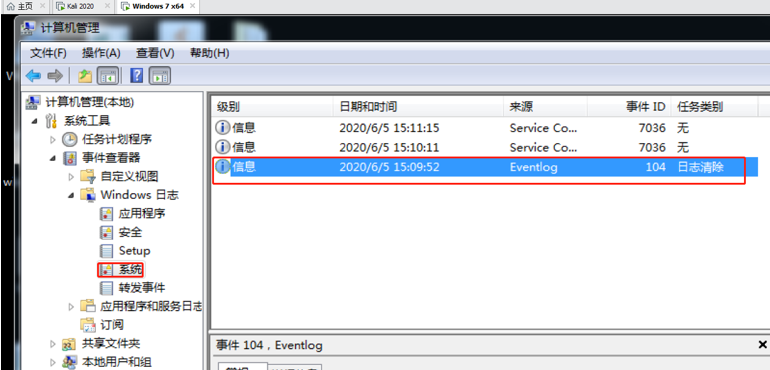 主页 Kali 2020 Windows 7 x64
计算机管理
文件(F) 操作(A) 查看(V) 帮助(H)
计算机管理(本地)
系统工具
任务计划程序
事件查看器
自定义视图
Windows 日志
应用程序
安全
Setup
系统
转发事件
应用程序和服务日志
订阅
共享文件夹
本地用户和组
级别 日期和时间 来源 事件 ID 任务类别
信息 2020/6/5 15:11:15 Service Co... 7036 无
信息 2020/6/5 15:10:11 Service Co... 7036 无
信息 2020/6/5 15:09:52 Eventlog 104 日志清除
事件 104，Eventlog